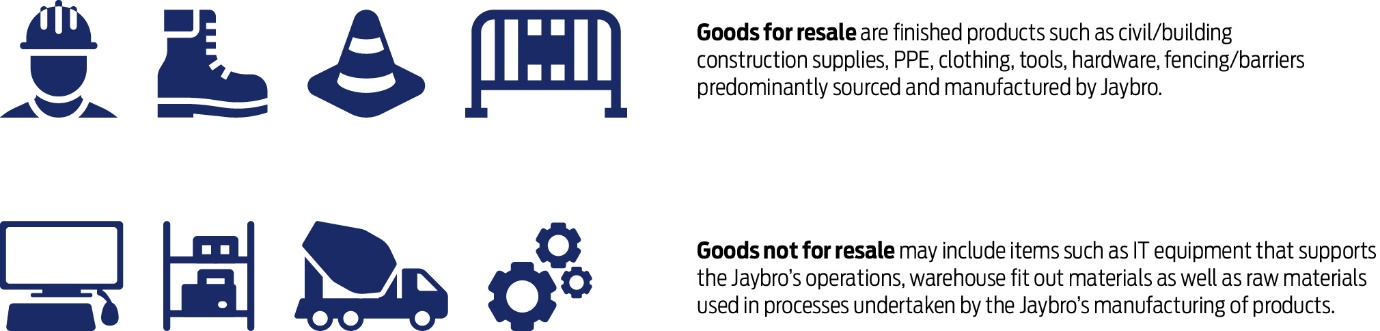 Goods for resale are finished products such as civil/building
construction supplies, PPE, clothing, tools, hardware, fencing/barriers
predominantly sourced and manufactured by Jaybro.
Goods not for resale may include items such as IT equipment that supports
the Jaybro's operations, warehouse fit out materials as well as raw materials
used in processes undertaken by the Jaybro's manufacturing of products.